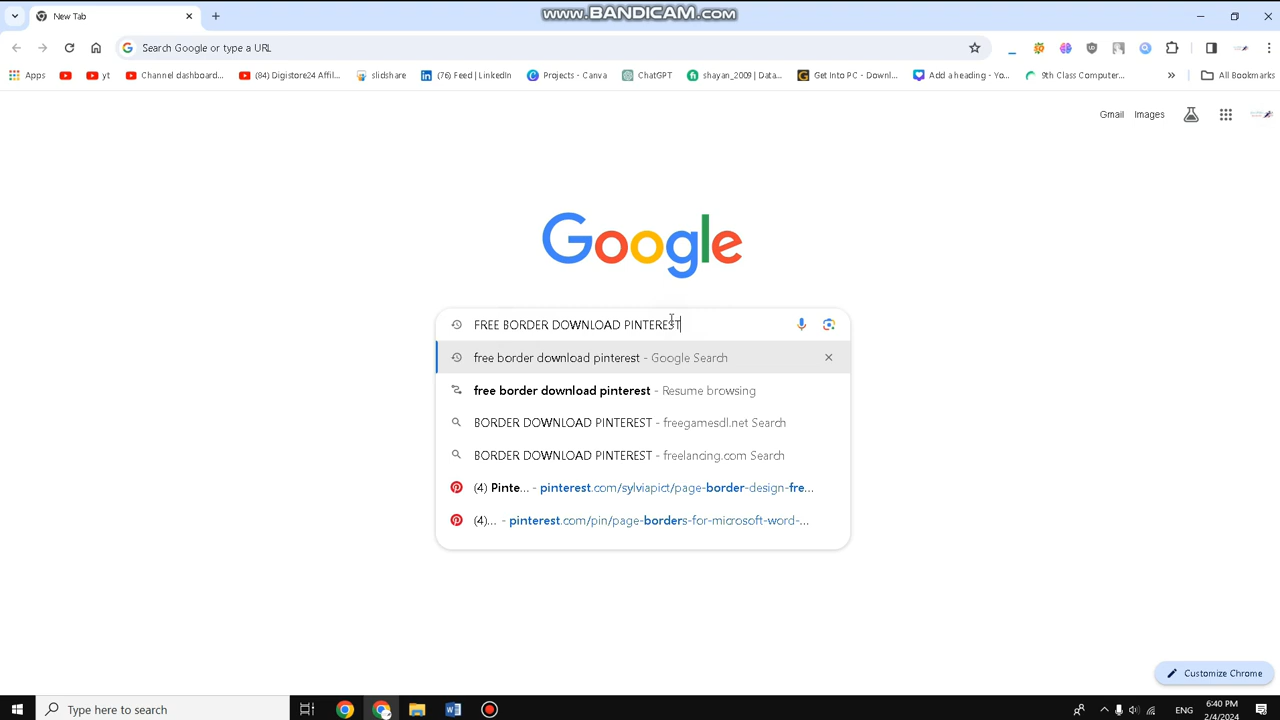 WWW.BANDICAM.COM
New Tab
Search Google or type a URL
Apps
yt
Channel dashboard...
(84) Digistore24 Affil...
slidshare
(76) Feed | LinkedIn
Projects - Canva
ChatGPT
shayan_2009 | Data...
Get Into PC - Downl...
Add a heading - Yo...
9th Class Computer...
»
All Bookmarks
Gmail
Images
Google
FREE BORDER DOWNLOAD PINTEREST
free border download pinterest - Google Search
free border download pinterest - Resume browsing
BORDER DOWNLOAD PINTEREST - freegamesdl.net Search
BORDER DOWNLOAD PINTEREST - freelancing.com Search
(4) Pinte... - pinterest.com/sylviapict/page-border-design-fre...
(4)... - pinterest.com/pin/page-borders-for-microsoft-word-...
Customize Chrome
Type here to search
ENG
6:40 PM
2/4/2024